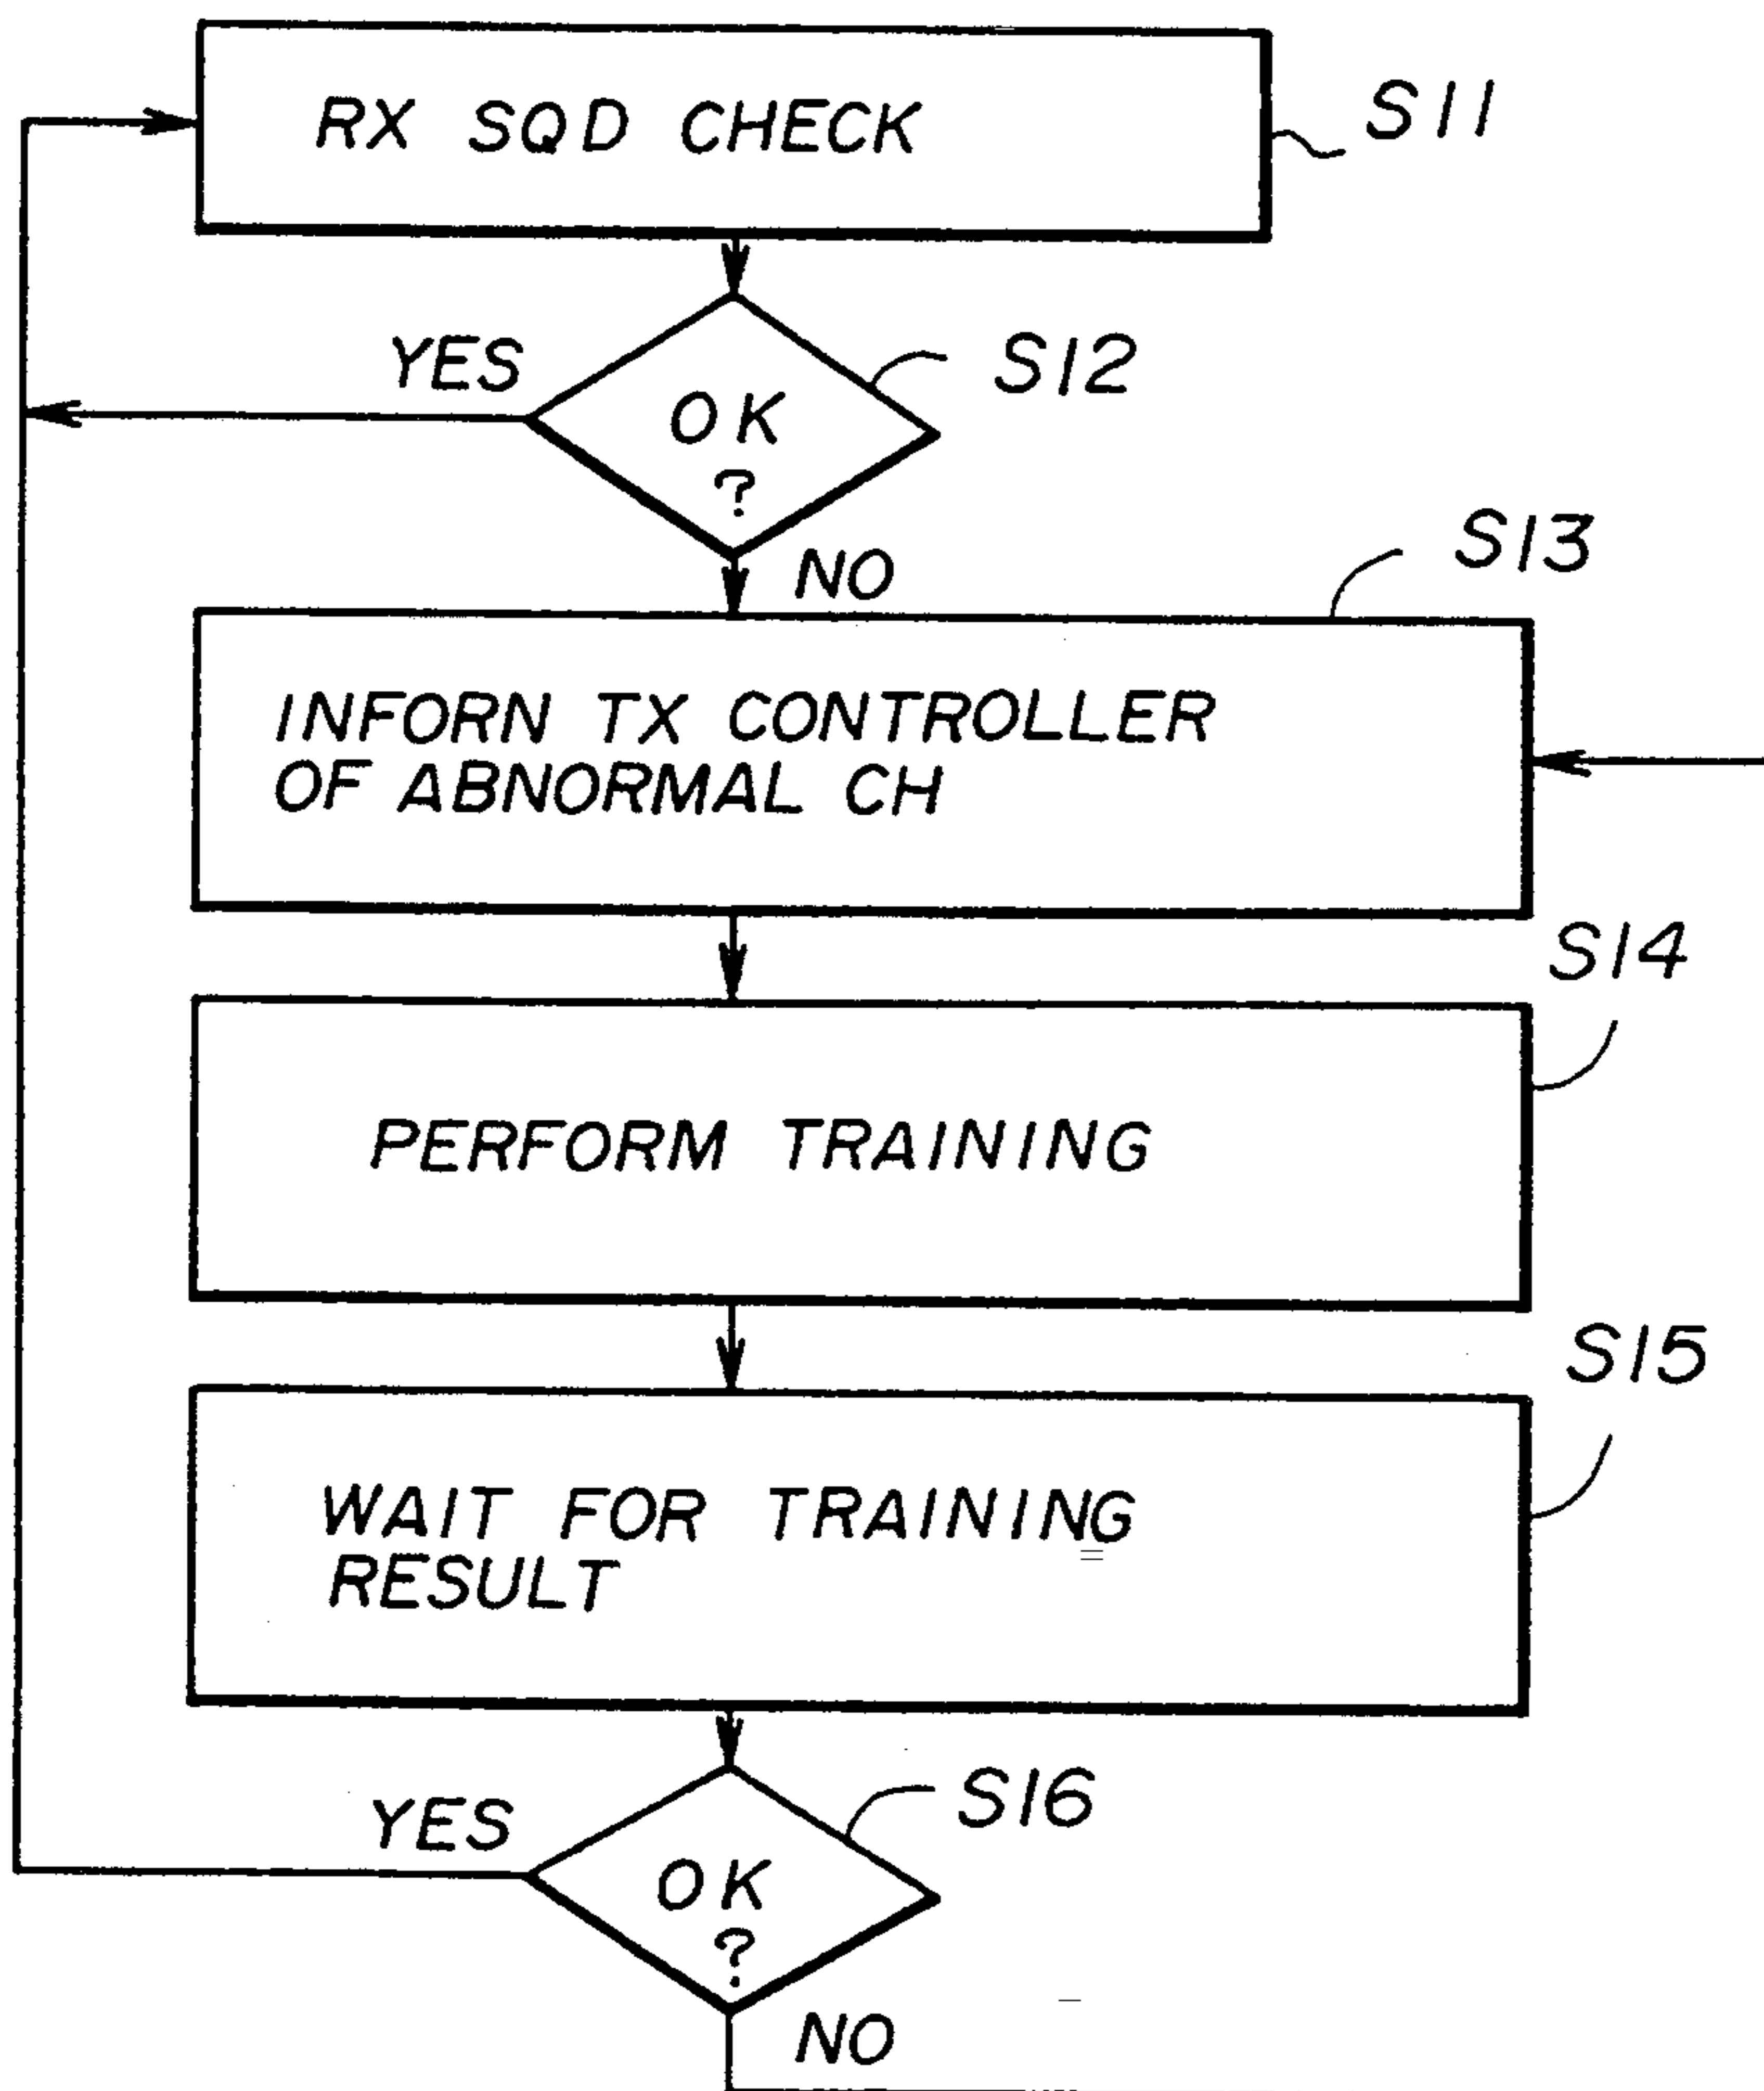 RX SQD CHECK
S11
YES
OK
?
S12
NO
S13
INFORN TX CONTROLLER
OF ABNORMAL CH
S14
PERFORM TRAINING
S15
WAIT FOR TRAINING
RESULT
S16
YES
OK
?
NO